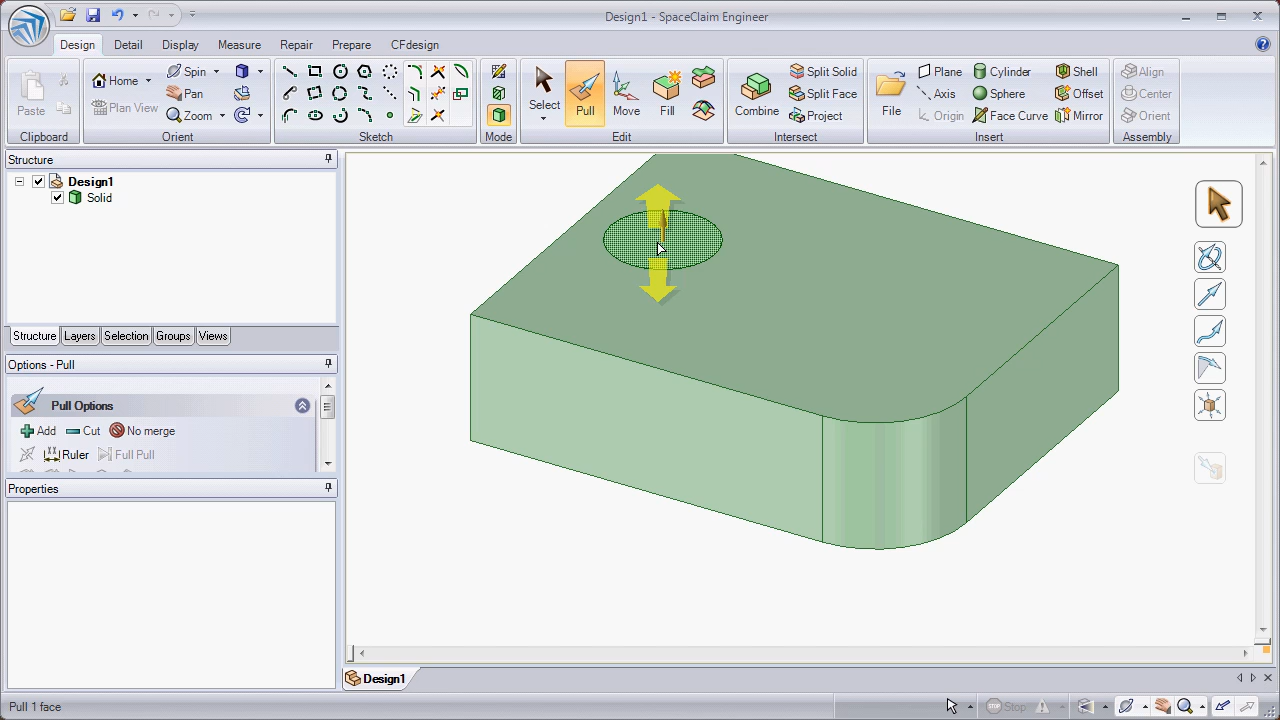 Design1 - SpaceClaim Engineer
Design Detail Display Measure Repair Prepare CFdesign
Paste
Clipboard
Home Spin
Plan View Pan
Zoom
Orient
Sketch
Mode
Select Pull Move Fill
Edit
Combine
Split Solid
Split Face
Project
Intersect
File
Plane Cylinder Shell
Axis Sphere Offset
Origin Face Curve Mirror
Insert
Align
Center
Orient
Assembly
Structure
Design1
Solid
Structure Layers Selection Groups Views
Options - Pull
Pull Options
Add Cut No merge
Ruler Full Pull
Properties
Design1
Pull 1 face
Stop